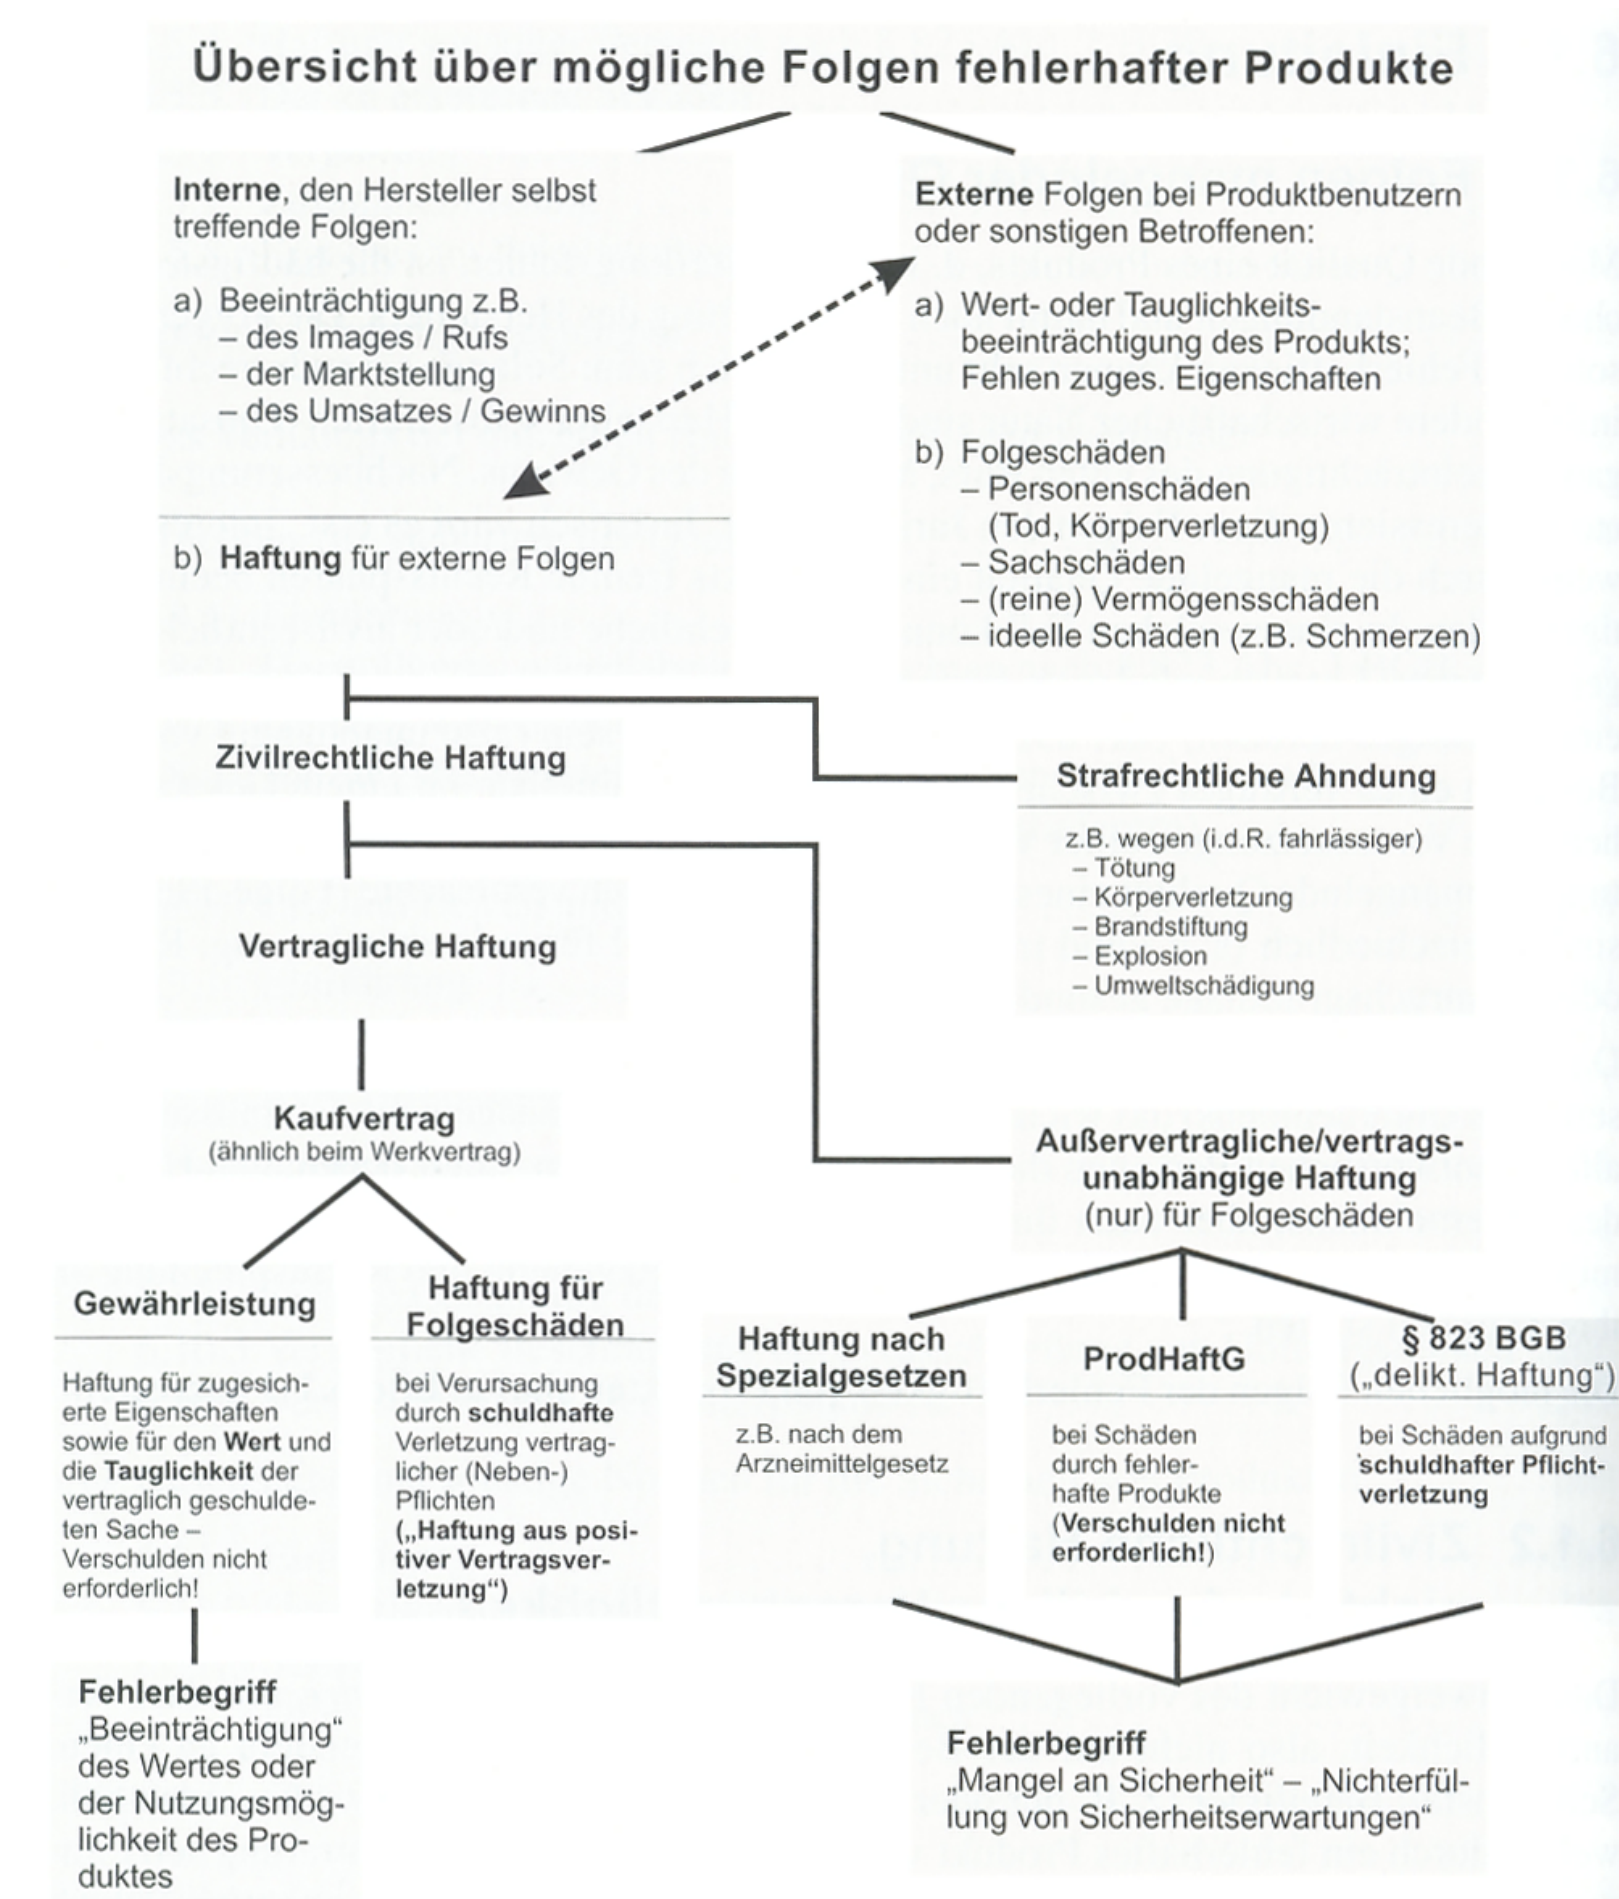 Übersicht über mögliche Folgen fehlerhafter Produkte
Interne, den Hersteller selbst
treffende Folgen:
a) Beeinträchtigung z.B.
– des Images / Rufs
– der Marktstellung
– des Umsatzes / Gewinns
b) Haftung für externe Folgen
Externe Folgen bei Produktbenutzern
oder sonstigen Betroffenen:
a) Wert- oder Tauglichkeits-
beeinträchtigung des Produkts;
Fehlen zuges. Eigenschaften
b) Folgeschäden
– Personenschäden
(Tod, Körperverletzung)
– Sachschäden
– (reine) Vermögensschäden
– ideelle Schäden (z.B. Schmerzen)
Zivilrechtliche Haftung
Strafrechtliche Ahndung
z.B. wegen (i.d.R. fahrlässiger)
– Tötung
– Körperverletzung
– Brandstiftung
– Explosion
– Umweltschädigung
Vertragliche Haftung
Kaufvertrag
(ähnlich beim Werkvertrag)
Außervertragliche/vertrags-
unabhängige Haftung
(nur) für Folgeschäden
Gewährleistung
Haftung für zugesich-
erte Eigenschaften
sowie für den Wert und
die Tauglichkeit der
vertraglich geschulde-
ten Sache –
Verschulden nicht
erforderlich!
Haftung für
Folgeschäden
bei Verursachung
durch schuldhafte
Verletzung vertrag-
licher (Neben-)
Pflichten
(„Haftung aus posi-
tiver Vertragsver-
letzung“)
Haftung nach
Spezialgesetzen
z.B. nach dem
Arzneimittelgesetz
ProdHaftG
bei Schäden
durch fehler-
hafte Produkte
(Verschulden nicht
erforderlich!)
§ 823 BGB
(„delikt. Haftung“)
bei Schäden aufgrund
schuldhafter Pflicht-
verletzung
Fehlerbegriff
„Beeinträchtigung“
des Wertes oder
der Nutzungsmög-
lichkeit des Pro-
duktes
Fehlerbegriff
„Mangel an Sicherheit“ – „Nichterfül-
lung von Sicherheitserwartungen“